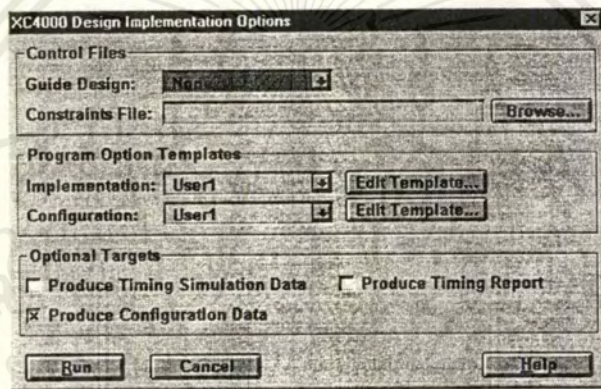 XC4000 Design Implementation Options
Control Files
Guide Design: None
Constraints File: Browse...
Program Option Templates
Implementation: User1 Edit Template...
Configuration: User1 Edit Template...
Optional Targets
Produce Timing Simulation Data Produce Timing Report
Produce Configuration Data
Run Cancel Help